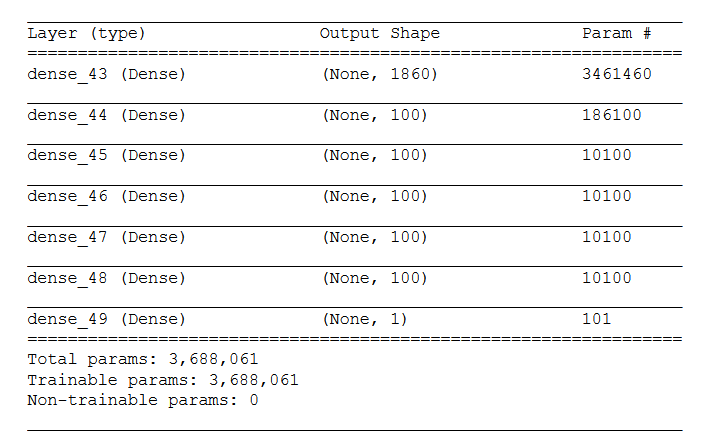 Layer (type) Output Shape Param #
=================================================================
dense_43 (Dense) (None, 1860) 3461460
dense_44 (Dense) (None, 100) 186100
dense_45 (Dense) (None, 100) 10100
dense_46 (Dense) (None, 100) 10100
dense_47 (Dense) (None, 100) 10100
dense_48 (Dense) (None, 100) 10100
dense_49 (Dense) (None, 1) 101
=================================================================
Total params: 3,688,061
Trainable params: 3,688,061
Non-trainable params: 0